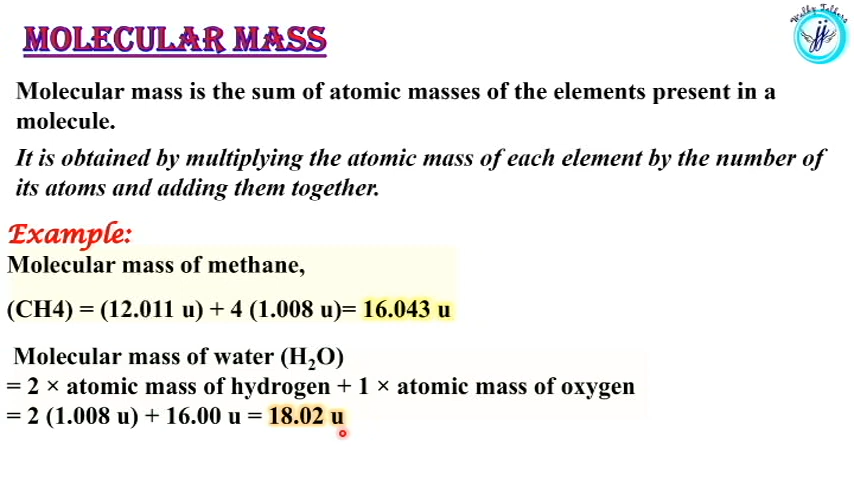 MOLECULAR MASS
Molecular mass is the sum of atomic masses of the elements present in a
molecule.
It is obtained by multiplying the atomic mass of each element by the number of
its atoms and adding them together.
Example:
Molecular mass of methane,
(CH4) = (12.011 u) + 4 (1.008 u)= 16.043 u
Molecular mass of water (H₂O)
= 2 × atomic mass of hydrogen + 1 × atomic mass of oxygen
= 2 (1.008 u) + 16.00 u = 18.02 u